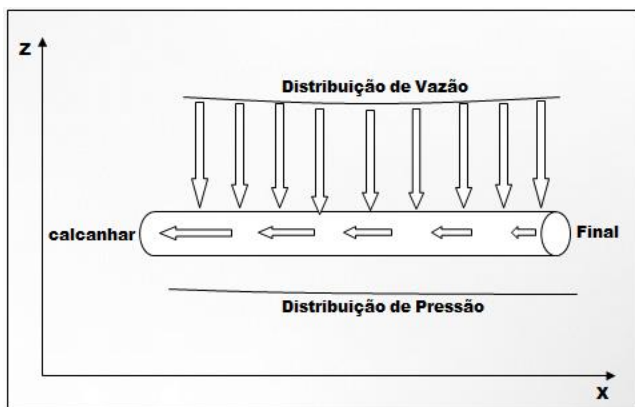 Z
Distribuição de Vazão
calcanhar
Final
Distribuição de Pressão
X